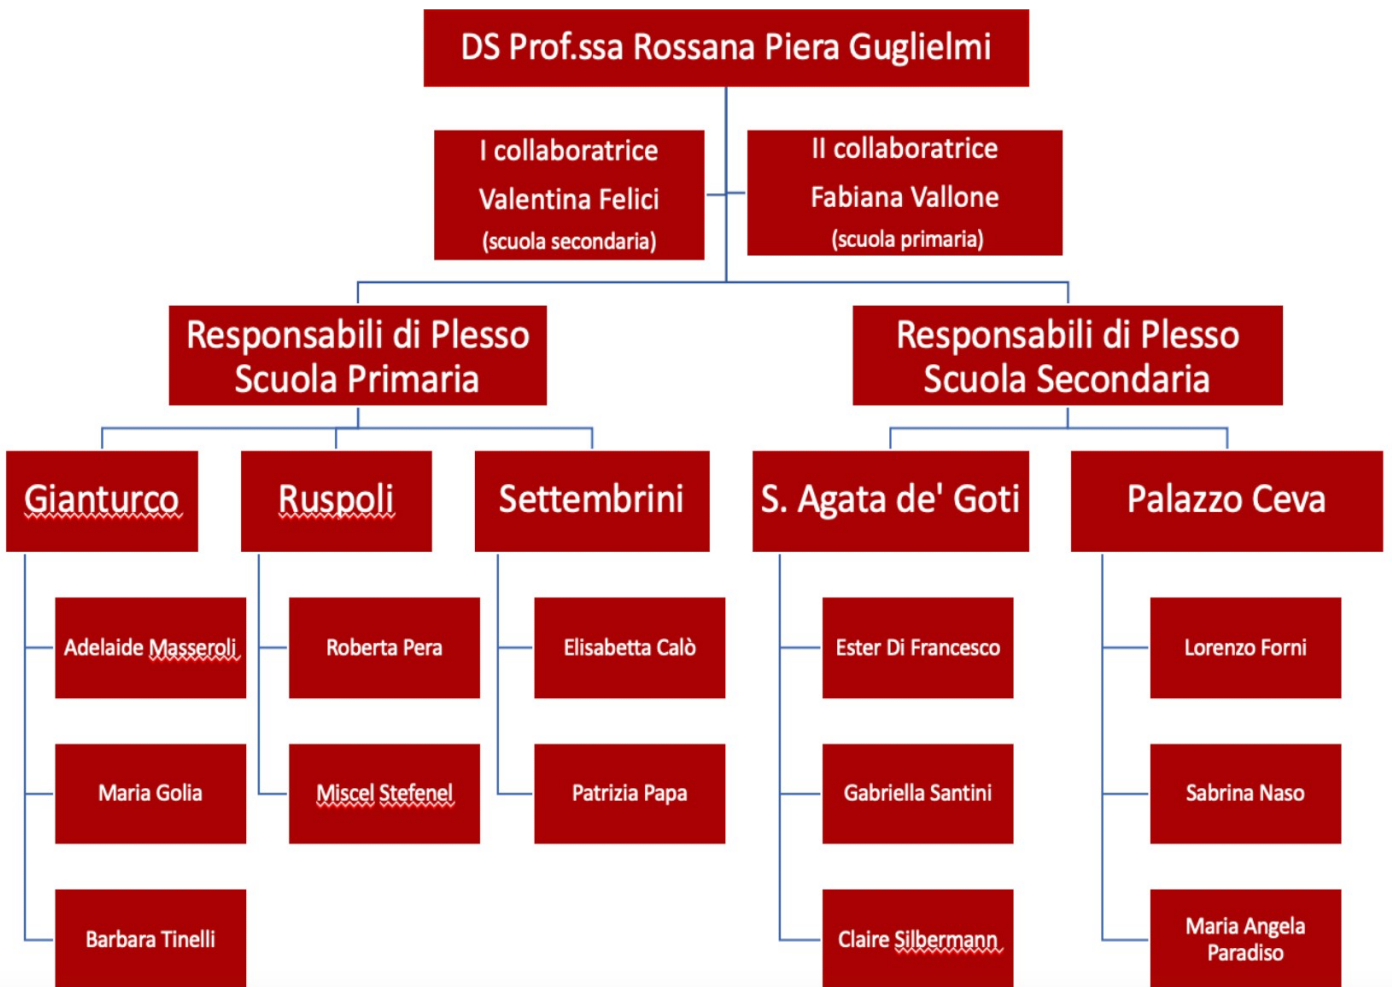 DS Prof.ssa Rossana Piera Guglielmi
I collaboratrice
Valentina Felici
(scuola secondaria)
II collaboratrice
Fabiana Vallone
(scuola primaria)
Responsabili di Plesso
Scuola Primaria
Responsabili di Plesso
Scuola Secondaria
Gianturco
Ruspoli
Settembrini
S. Agata de' Goti
Palazzo Ceva
Adelaide Masseroli
Maria Golia
Barbara Tinelli
Roberta Pera
Miscel Stefenel
Elisabetta Calò
Patrizia Papa
Ester Di Francesco
Gabriella Santini
Claire Silbermann
Lorenzo Forni
Sabrina Naso
Maria Angela
Paradiso